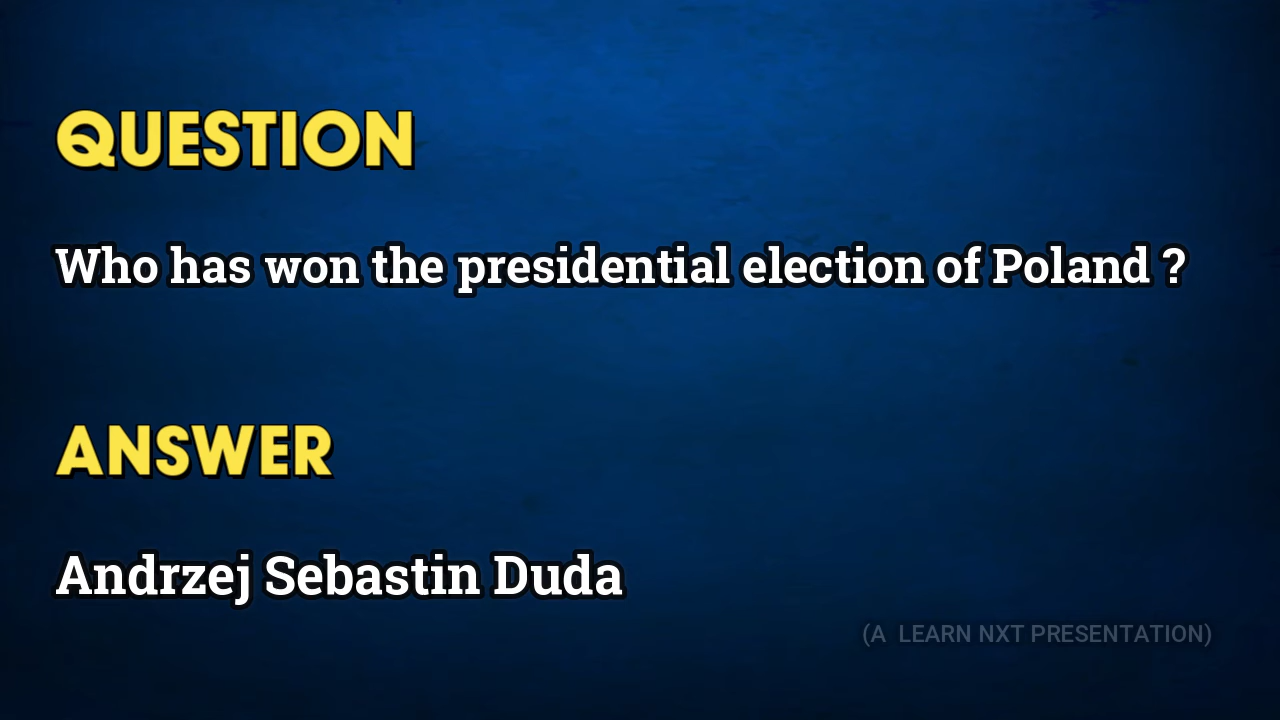 QUESTION
Who has won the presidential election of Poland ?
ANSWER
Andrzej Sebastin Duda
(A LEARN NXT PRESENTATION)